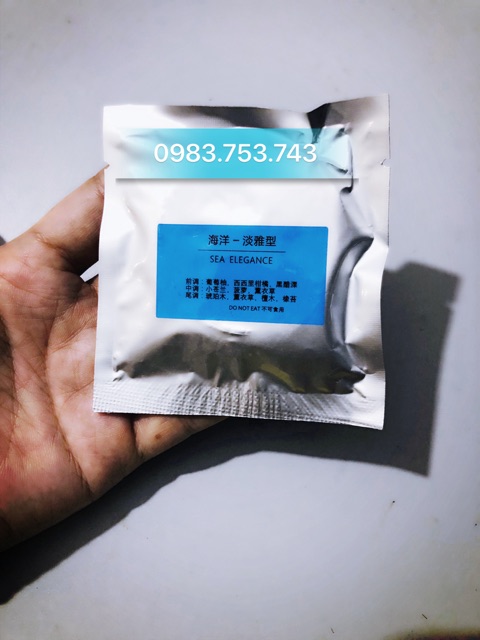 0983.753.743
海洋 – 淡雅型
SEA ELEGANCE
前调：葡萄柚、西西里柑橘、黑醋澤
中调：小苍兰、菠萝、薰衣草
尾调：琥珀木、薰衣草、檀木、橡苔
DO NOT EAT 不可食用